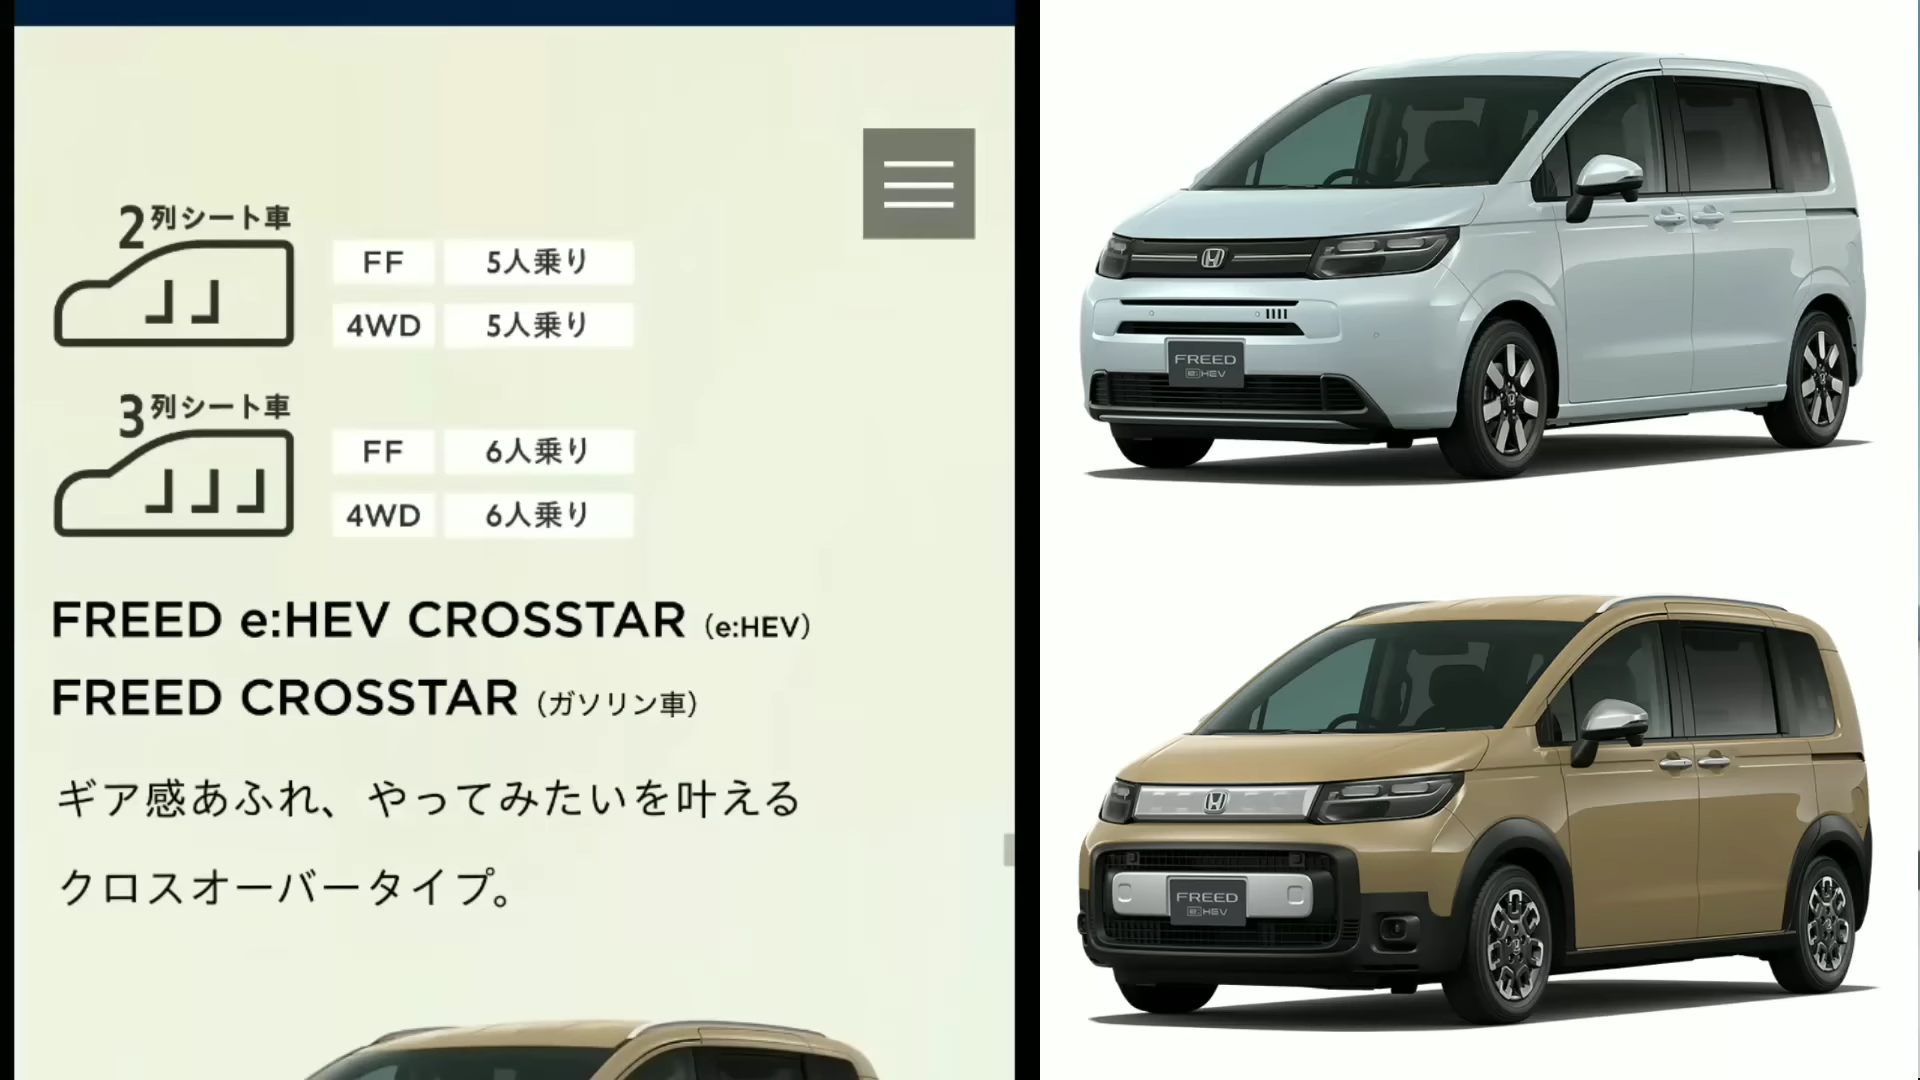 2列シート車
FF 5人乗り
4WD 5人乗り
3列シート車
FF 6人乗り
4WD 6人乗り
FREED e:HEV CROSSTAR（e:HEV）
FREED CROSSTAR（ガソリン車）
ギア感あふれ、やってみたいを叶える
クロスオーバータイプ。
FREED
e:HEV
FREED
e:HEV